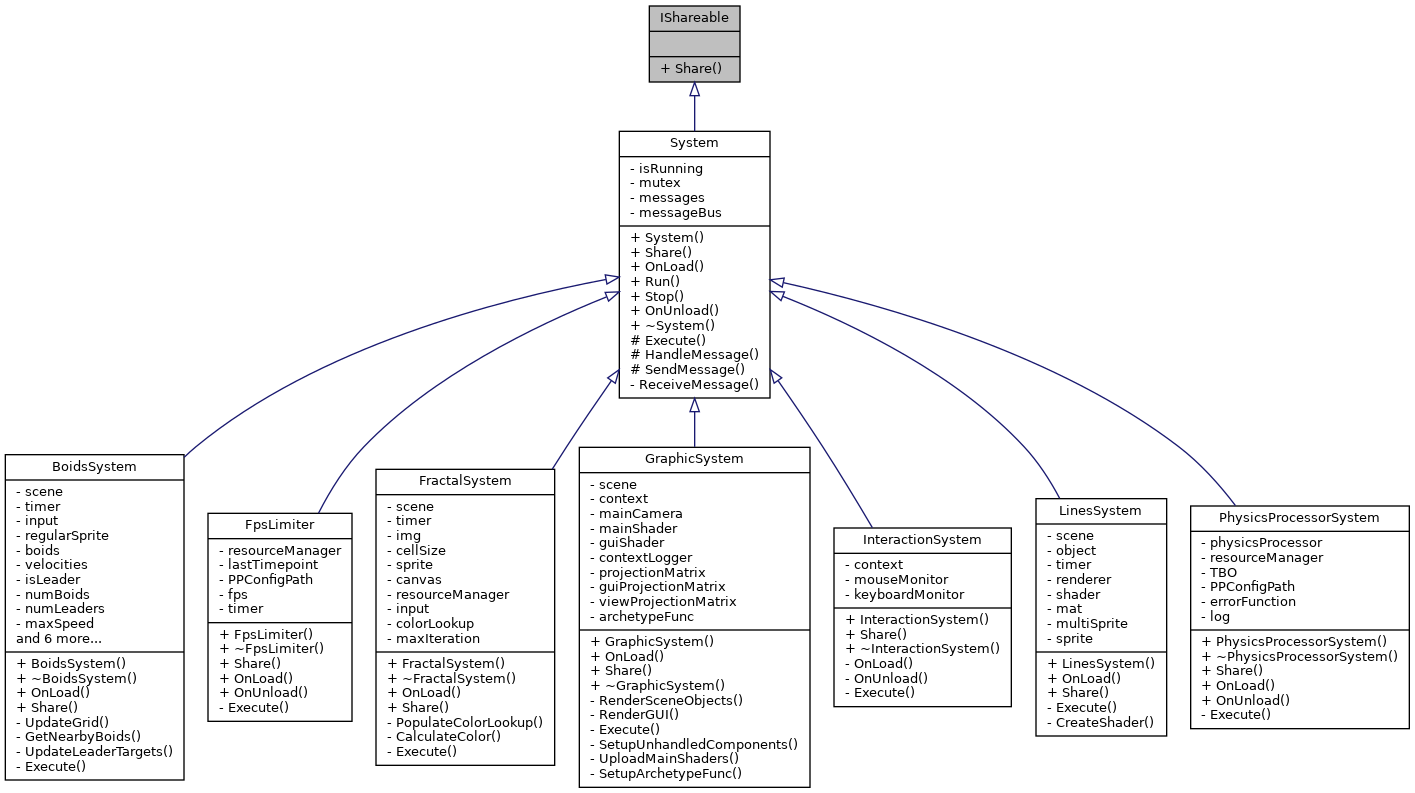 IShareable
+ Share()
System
- isRunning
- mutex
- messages
- messageBus
+ System()
+ Share()
+ OnLoad()
+ Run()
+ Stop()
+ OnUnload()
+ ~System()
# Execute()
# HandleMessage()
# SendMessage()
- ReceiveMessage()
BoidsSystem
- scene
- timer
- input
- regularSprite
- boids
- velocities
- isLeader
- numBoids
- numLeaders
- maxSpeed
and 6 more...
+ BoidsSystem()
+ ~BoidsSystem()
+ OnLoad()
+ Share()
- UpdateGrid()
- GetNearbyBoids()
- UpdateLeaderTargets()
- Execute()
FpsLimiter
- resourceManager
- lastTimepoint
- PPConfigPath
- fps
- timer
+ FpsLimiter()
+ ~FpsLimiter()
+ Share()
+ OnLoad()
+ OnUnload()
- Execute()
FractalSystem
- scene
- timer
- img
- cellSize
- sprite
- canvas
- resourceManager
- input
- colorLookup
- maxIteration
+ FractalSystem()
+ ~FractalSystem()
+ OnLoad()
+ Share()
- PopulateColorLookup()
- CalculateColor()
- Execute()
GraphicSystem
- scene
- context
- mainCamera
- mainShader
- guiShader
- contextLogger
- projectionMatrix
- guiProjectionMatrix
- viewProjectionMatrix
- archetypeFunc
+ GraphicSystem()
+ OnLoad()
+ Share()
+ ~GraphicSystem()
- RenderSceneObjects()
- RenderGUI()
- Execute()
- SetupUnhandledComponents()
- UploadMainShaders()
- SetupArchetypeFunc()
InteractionSystem
- context
- mouseMonitor
- keyboardMonitor
+ InteractionSystem()
+ Share()
+ ~InteractionSystem()
- OnLoad()
- OnUnload()
- Execute()
LinesSystem
- scene
- object
- timer
- renderer
- shader
- mat
- multiSprite
- sprite
+ LinesSystem()
+ OnLoad()
+ Share()
- Execute()
- CreateShader()
PhysicsProcessorSystem
- physicsProcessor
- resourceManager
- TBO
- PPConfigPath
- errorFunction
- log
+ PhysicsProcessorSystem()
+ ~PhysicsProcessorSystem()
+ Share()
+ OnLoad()
+ OnUnload()
- Execute()